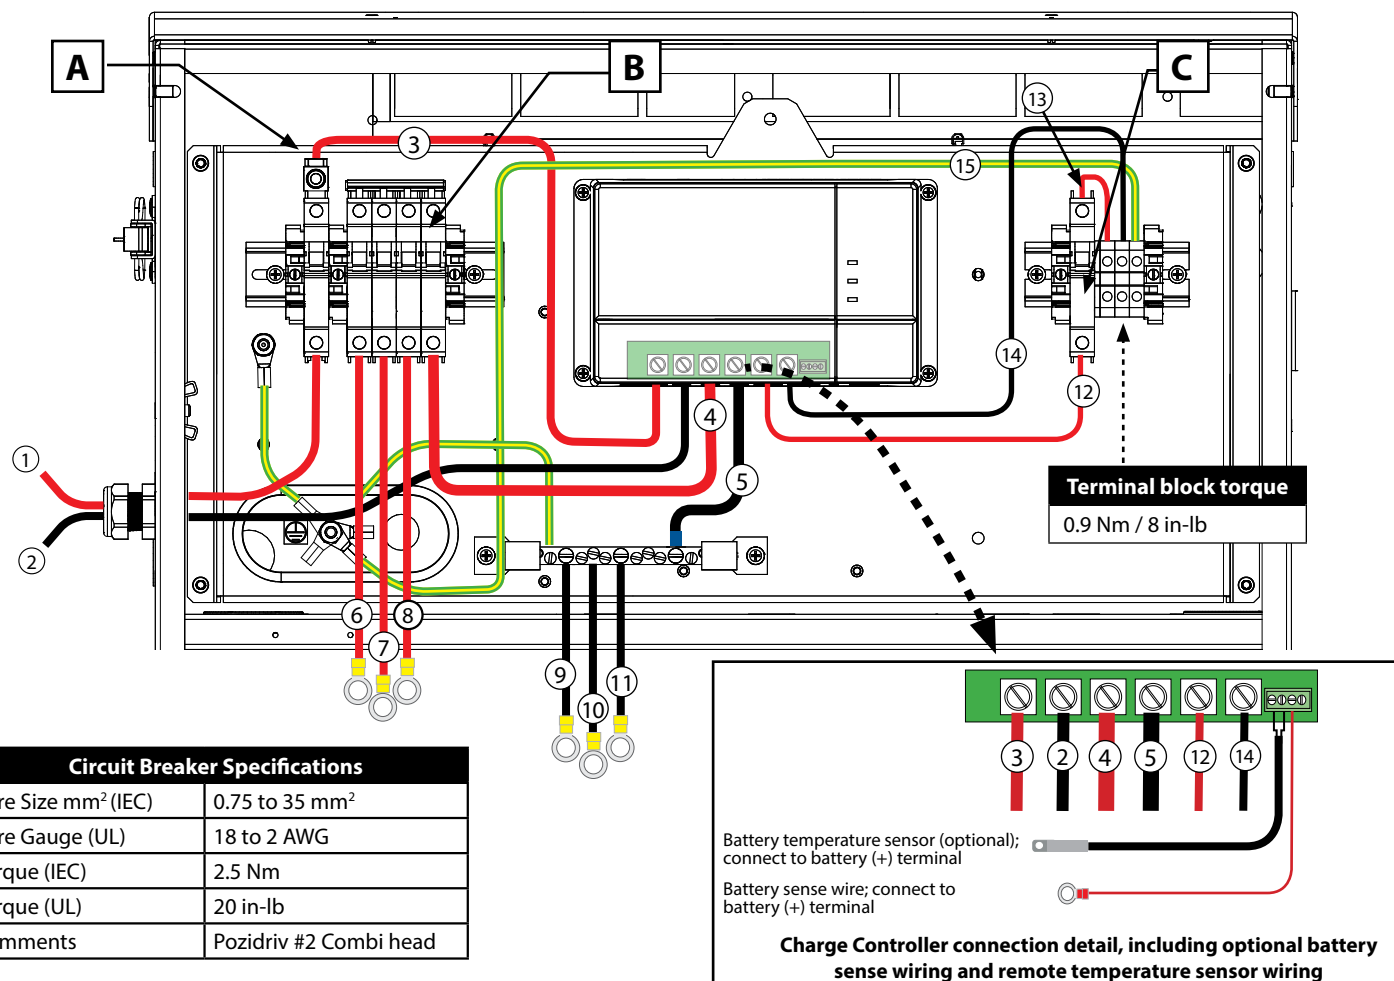 A
B
C
13
3
15
14
12
4
5
1
2
Terminal block torque
0.9 Nm / 8 in-lb
6
7
8
9
10
11
3
2
4
5
12
14
Circuit Breaker Specifications
re Size mm² (IEC) 0.75 to 35 mm²
re Gauge (UL) 18 to 2 AWG
rque (IEC) 2.5 Nm
rque (UL) 20 in-lb
mments Pozidriv #2 Combi head
Battery temperature sensor (optional);
connect to battery (+) terminal
Battery sense wire; connect to
battery (+) terminal
Charge Controller connection detail, including optional battery
sense wiring and remote temperature sensor wiring